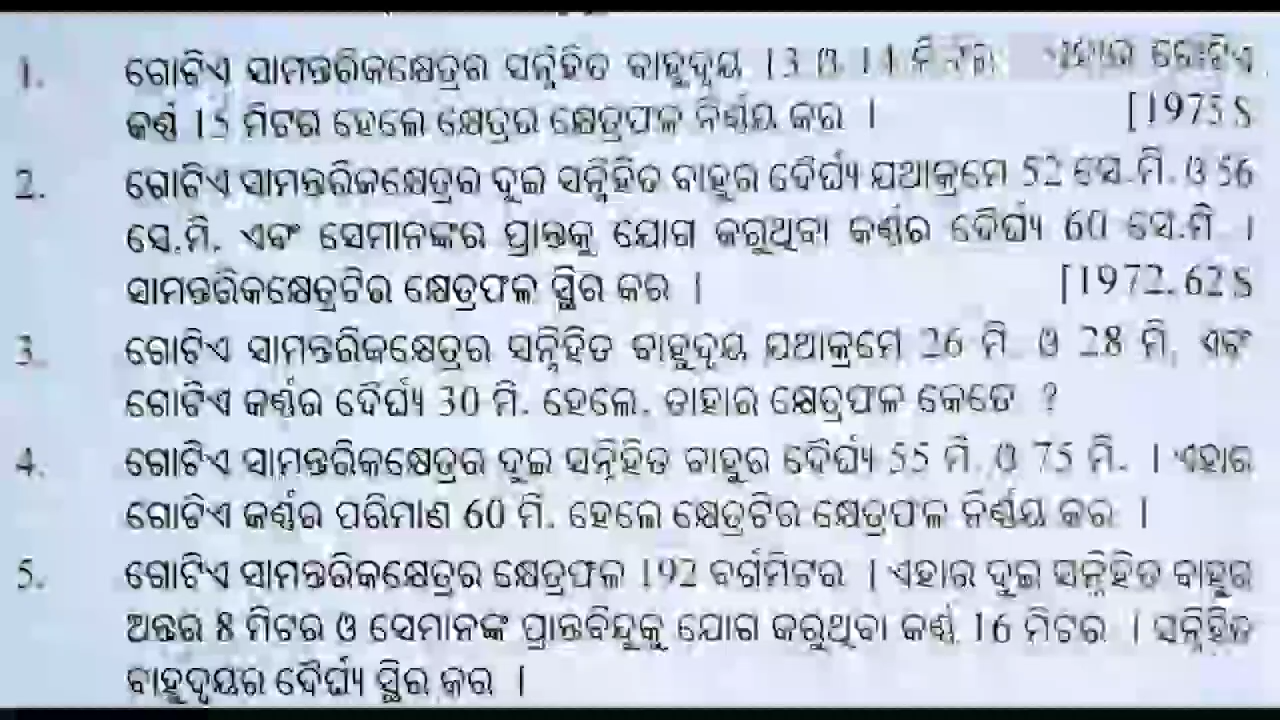 1. ଗୋଟିଏ ସାମନ୍ତରିକକ୍ଷେତ୍ରର ସନ୍ନିହିତ ବାହୁଦ୍ୱୟ 13 ଓ 14 ମିଟର ଏହାର ଗୋଟିଏ
କର୍ଣ୍ଣ 15 ମିଟର ହେଲେ କ୍ଷେତ୍ରର କ୍ଷେତ୍ରଫଳ ନିର୍ଣ୍ଣୟ କର । [1975 S
2. ଗୋଟିଏ ସାମନ୍ତରିକକ୍ଷେତ୍ରର ଦୁଇ ସନ୍ନିହିତ ବାହୁର ଦୈର୍ଘ୍ୟ ଯଥାକ୍ରମେ 52 ସେ.ମି. ଓ 56
ସେ.ମି. ଏବଂ ସେମାନଙ୍କର ପ୍ରାନ୍ତକୁ ଯୋଗ କରୁଥିବା କର୍ଣ୍ଣର ଦୈର୍ଘ୍ୟ 60 ସେ.ମି ।
ସାମନ୍ତରିକକ୍ଷେତ୍ରଟିର କ୍ଷେତ୍ରଫଳ ସ୍ଥିର କର । [1972, 62 S
3. ଗୋଟିଏ ସାମନ୍ତରିକକ୍ଷେତ୍ରର ସନ୍ନିହିତ ବାହୁଦ୍ୱୟ ଯଥାକ୍ରମେ 26 ମି. ଓ 28 ମି. ଏବଂ
ଗୋଟିଏ କର୍ଣ୍ଣର ଦୈର୍ଘ୍ୟ 30 ମି. ହେଲେ, ତାହାର କ୍ଷେତ୍ରଫଳ କେତେ ?
4. ଗୋଟିଏ ସାମନ୍ତରିକକ୍ଷେତ୍ରର ଦୁଇ ସନ୍ନିହିତ ବାହୁର ଦୈର୍ଘ୍ୟ 55 ମି. ଓ 75 ମି. । ଏହାର
ଗୋଟିଏ କର୍ଣ୍ଣର ପରିମାଣ 60 ମି. ହେଲେ କ୍ଷେତ୍ରଟିର କ୍ଷେତ୍ରଫଳ ନିର୍ଣ୍ଣୟ କର ।
5. ଗୋଟିଏ ସାମନ୍ତରିକକ୍ଷେତ୍ରର କ୍ଷେତ୍ରଫଳ 192 ବର୍ଗମିଟର । ଏହାର ଦୁଇ ସନ୍ନିହିତ ବାହୁର
ଅନ୍ତର 8 ମିଟର ଓ ସେମାନଙ୍କ ପ୍ରାନ୍ତବିନ୍ଦୁକୁ ଯୋଗ କରୁଥିବା କର୍ଣ୍ଣ 16 ମିଟର । ସନ୍ନିହିତ
ବାହୁଦ୍ୱୟର ଦୈର୍ଘ୍ୟ ସ୍ଥିର କର ।